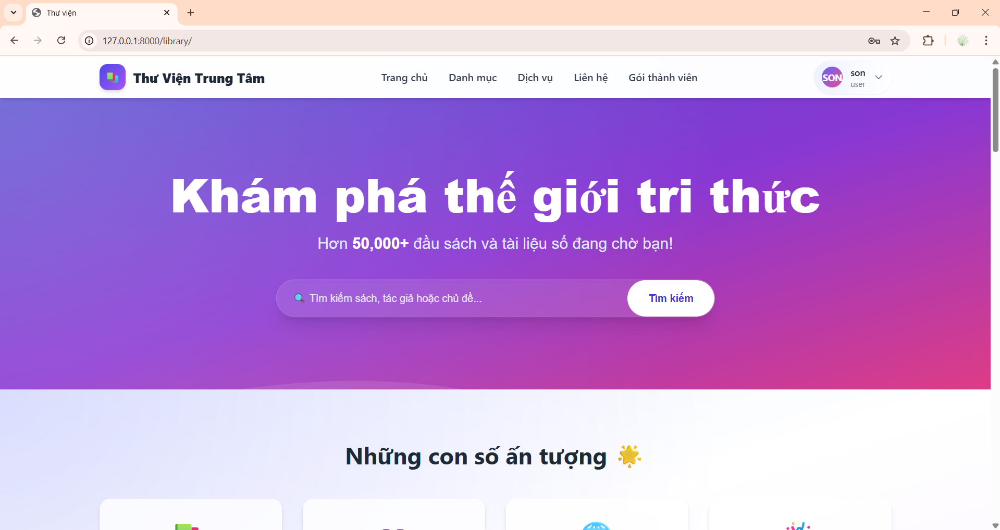 Thư viện
127.0.0.1:8000/library/
Thư Viện Trung Tâm
Trang chủ
Danh mục
Dịch vụ
Liên hệ
Gói thành viên
SON
son
user
Khám phá thế giới tri thức
Hơn 50,000+ đầu sách và tài liệu số đang chờ bạn!
Tìm kiếm sách, tác giả hoặc chủ đề...
Tìm kiếm
Những con số ấn tượng